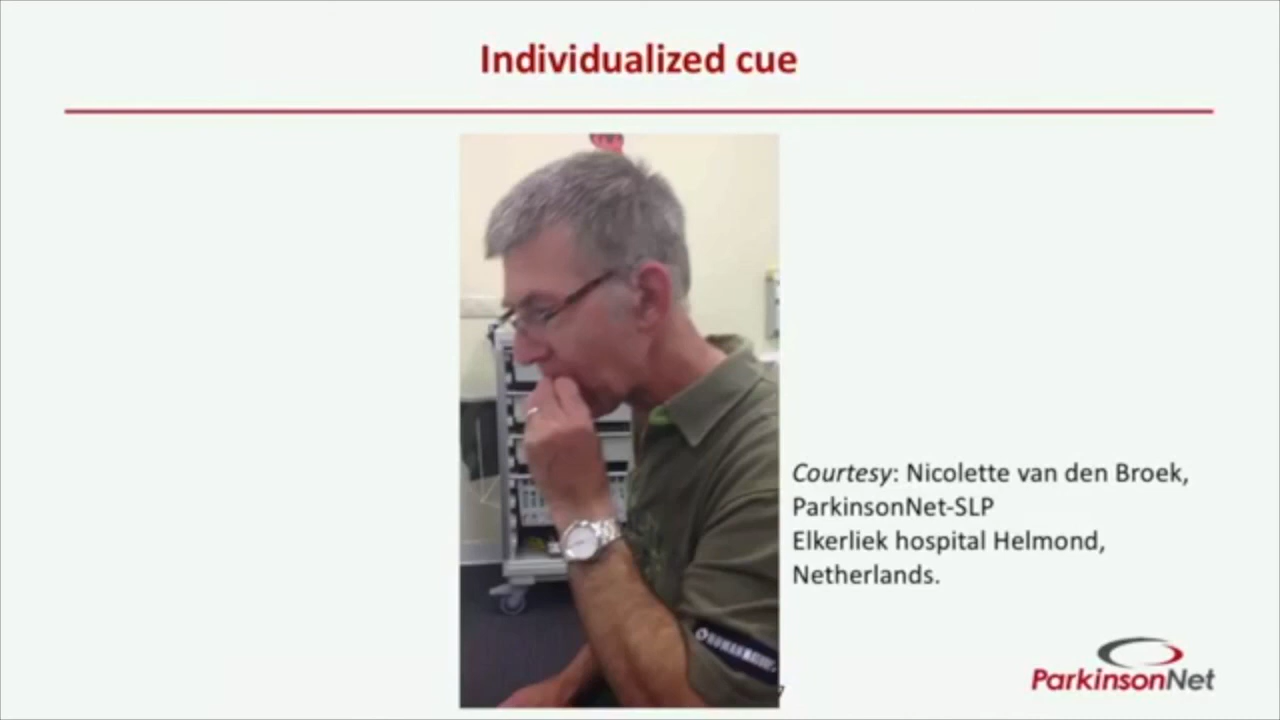 Individualized cue
Courtesy: Nicolette van den Broek,
ParkinsonNet-SLP
Elkerliek hospital Helmond,
Netherlands.
ParkinsonNet